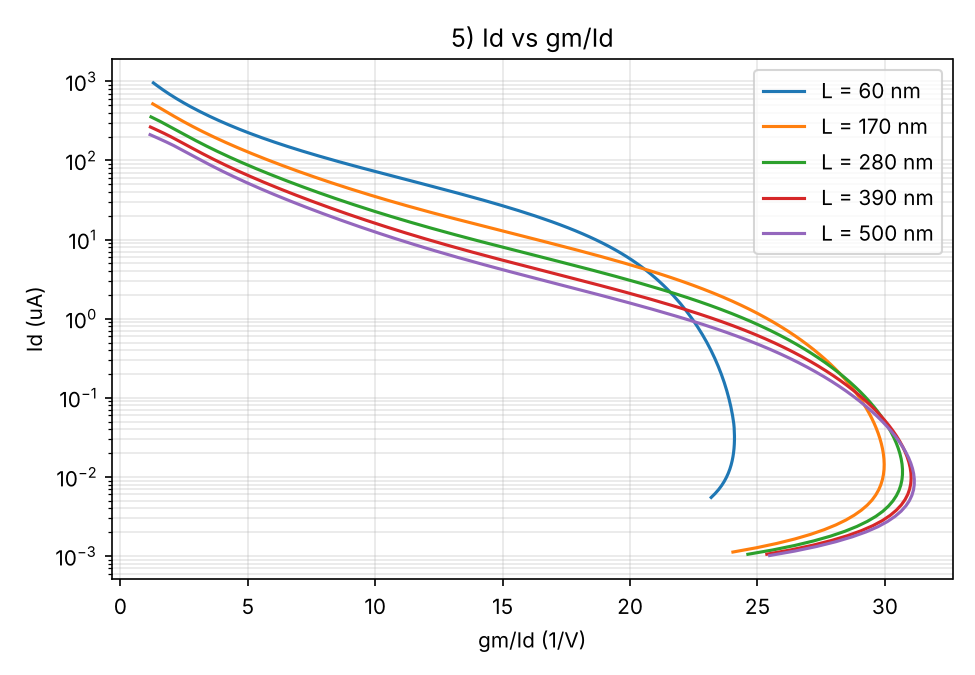 5) Id vs gm/Id
L = 60 nm
L = 170 nm
L = 280 nm
L = 390 nm
L = 500 nm
10³
10²
10¹
10⁰
10⁻¹
10⁻²
10⁻³
Id (uA)
0 5 10 15 20 25 30
gm/Id (1/V)